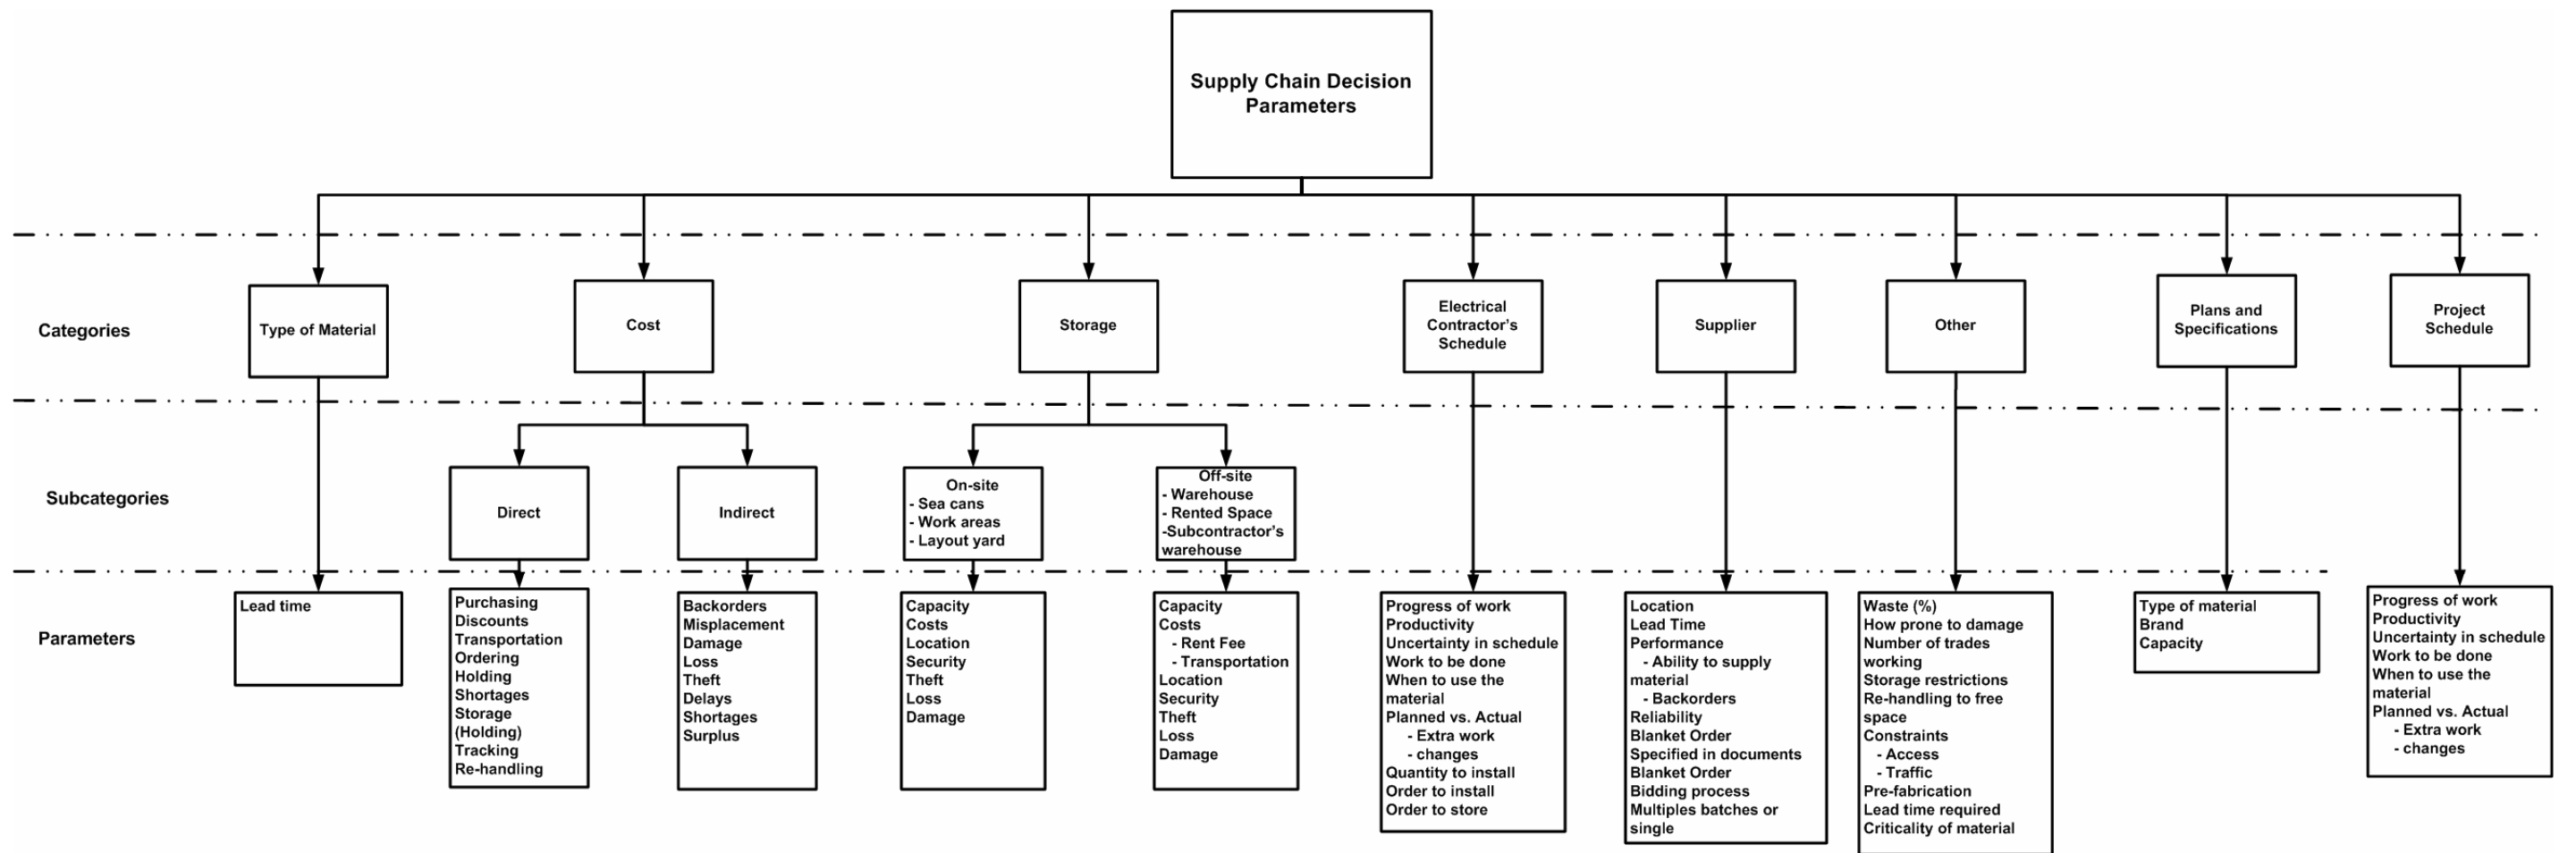 Supply Chain Decision
Parameters
Categories
Type of Material
Cost
Storage
Electrical
Contractor's
Schedule
Supplier
Other
Plans and
Specifications
Project
Schedule
Subcategories
Direct
Indirect
On-site
- Sea cans
- Work areas
- Layout yard
Off-site
- Warehouse
- Rented Space
-Subcontractor's
warehouse
Parameters
Lead time
Purchasing
Discounts
Transportation
Ordering
Holding
Shortages
Storage
(Holding)
Tracking
Re-handling
Backorders
Misplacement
Damage
Loss
Theft
Delays
Shortages
Surplus
Capacity
Costs
Location
Security
Theft
Loss
Damage
Capacity
Costs
- Rent Fee
- Transportation
Location
Security
Theft
Loss
Damage
Progress of work
Productivity
Uncertainty in schedule
Work to be done
When to use the
material
Planned vs. Actual
- Extra work
- changes
Quantity to install
Order to install
Order to store
Location
Lead Time
Performance
- Ability to supply
material
- Backorders
Reliability
Blanket Order
Specified in documents
Blanket Order
Bidding process
Multiples batches or
single
Waste (%)
How prone to damage
Number of trades
working
Storage restrictions
Re-handling to free
space
Constraints
- Access
- Traffic
Pre-fabrication
Lead time required
Criticality of material
Type of material
Brand
Capacity
Progress of work
Productivity
Uncertainty in schedule
Work to be done
When to use the
material
Planned vs. Actual
- Extra work
- changes